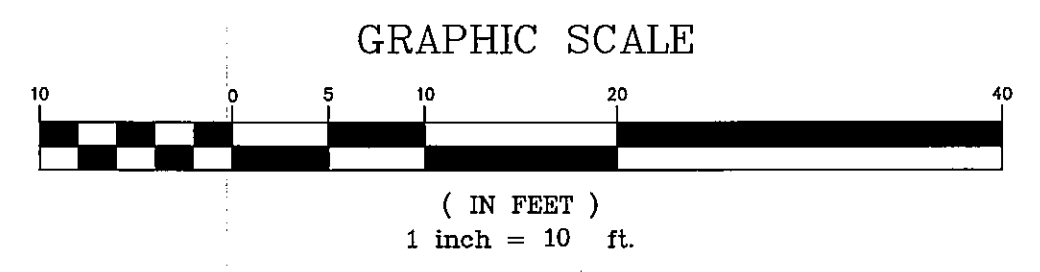 GRAPHIC SCALE
10 0 5 10 20 40
( IN FEET )
1 inch = 10 ft.